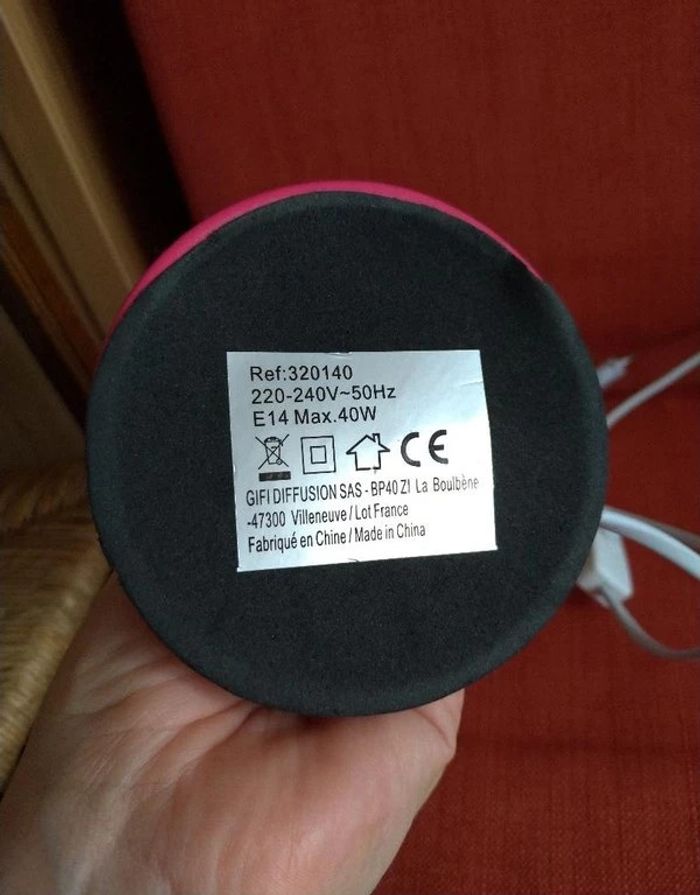 Ref:320140
220-240V~50Hz
E14 Max.40W
CE
GIFI DIFFUSION SAS - BP40 ZI La Boulbène
-47300 Villeneuve / Lot France
Fabriqué en Chine / Made in China